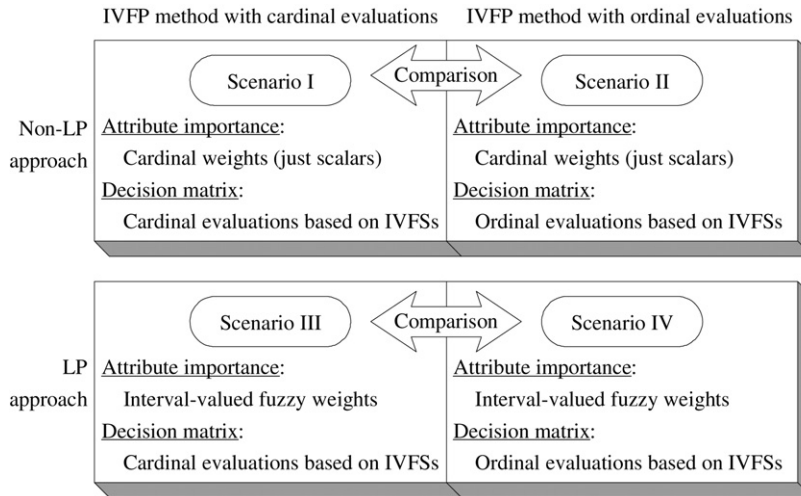 IVFP method with cardinal evaluations
IVFP method with ordinal evaluations
Non-LP
approach
Scenario I
Attribute importance:
Cardinal weights (just scalars)
Decision matrix:
Cardinal evaluations based on IVFSs
Comparison
Scenario II
Attribute importance:
Cardinal weights (just scalars)
Decision matrix:
Ordinal evaluations based on IVFSs
LP
approach
Scenario III
Attribute importance:
Interval-valued fuzzy weights
Decision matrix:
Cardinal evaluations based on IVFSs
Comparison
Scenario IV
Attribute importance:
Interval-valued fuzzy weights
Decision matrix:
Ordinal evaluations based on IVFSs